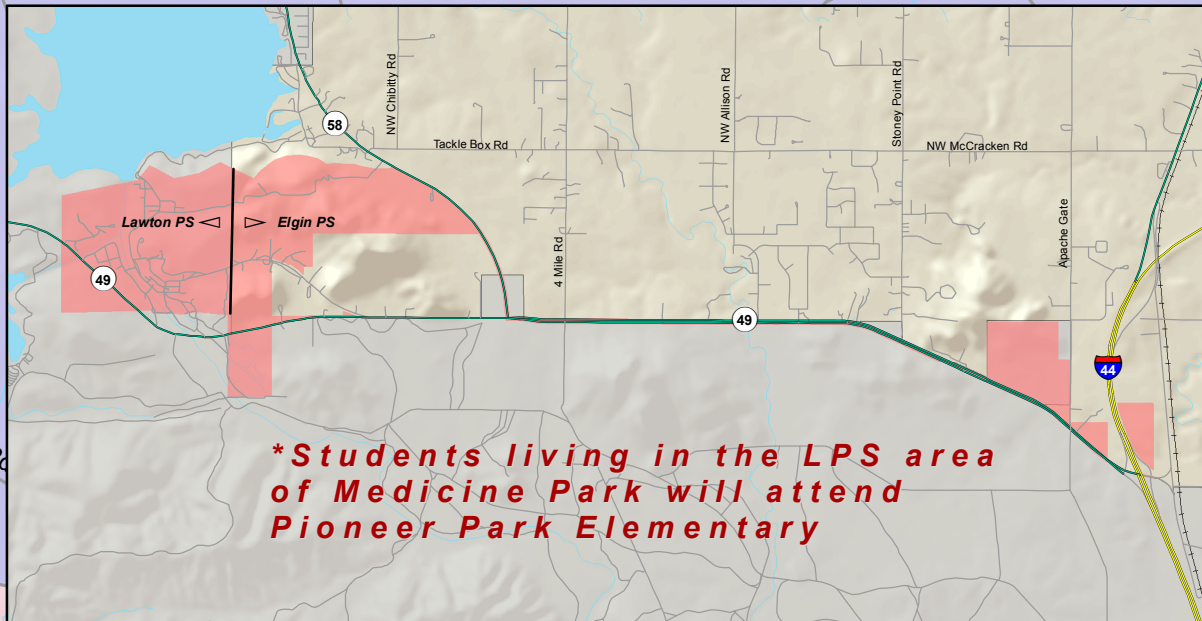 58
NW Chibitty Rd
Tackle Box Rd
NW Allison Rd
Stoney Point Rd
NW McCracken Rd
Lawton PS
Elgin PS
4 Mile Rd
Apache Gate
49
49
44
*Students living in the LPS area
of Medicine Park will attend
Pioneer Park Elementary